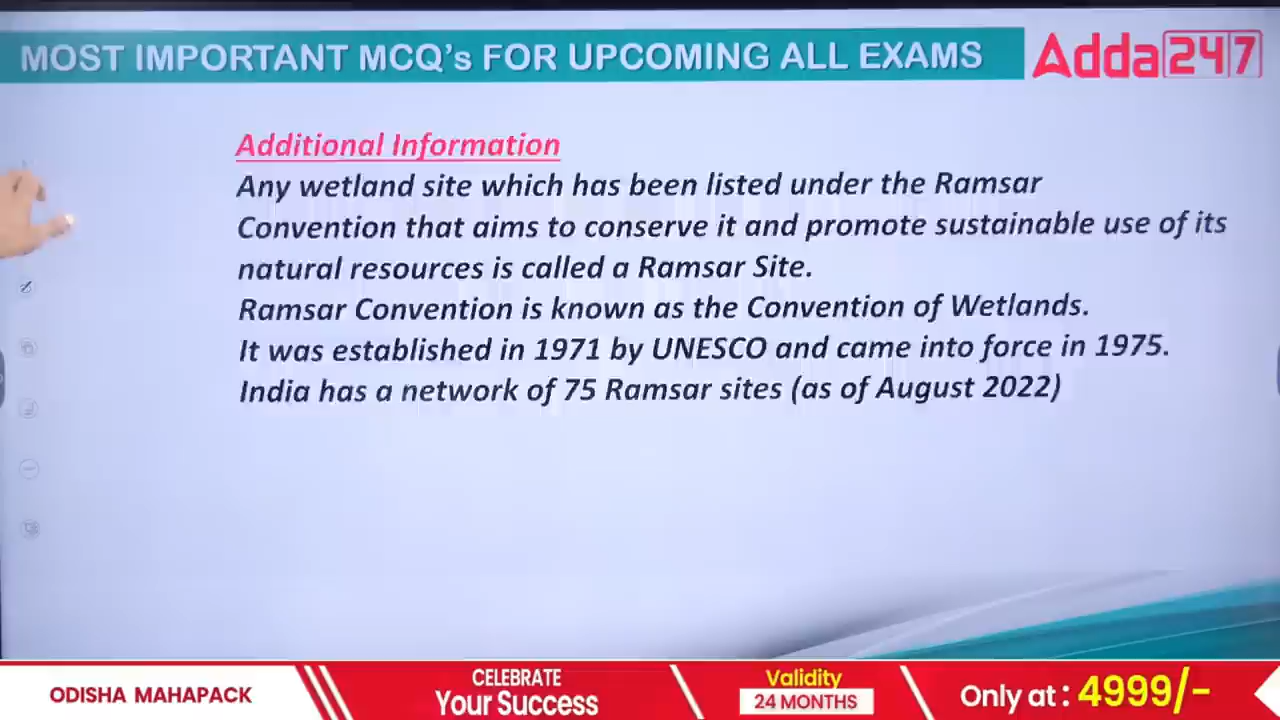 MOST IMPORTANT MCQ's FOR UPCOMING ALL EXAMS
Adda247
Additional Information
Any wetland site which has been listed under the Ramsar
Convention that aims to conserve it and promote sustainable use of its
natural resources is called a Ramsar Site.
Ramsar Convention is known as the Convention of Wetlands.
It was established in 1971 by UNESCO and came into force in 1975.
India has a network of 75 Ramsar sites (as of August 2022)
ODISHA MAHAPACK
CELEBRATE
Your Success
Validity
24 MONTHS
Only at : 4999/-